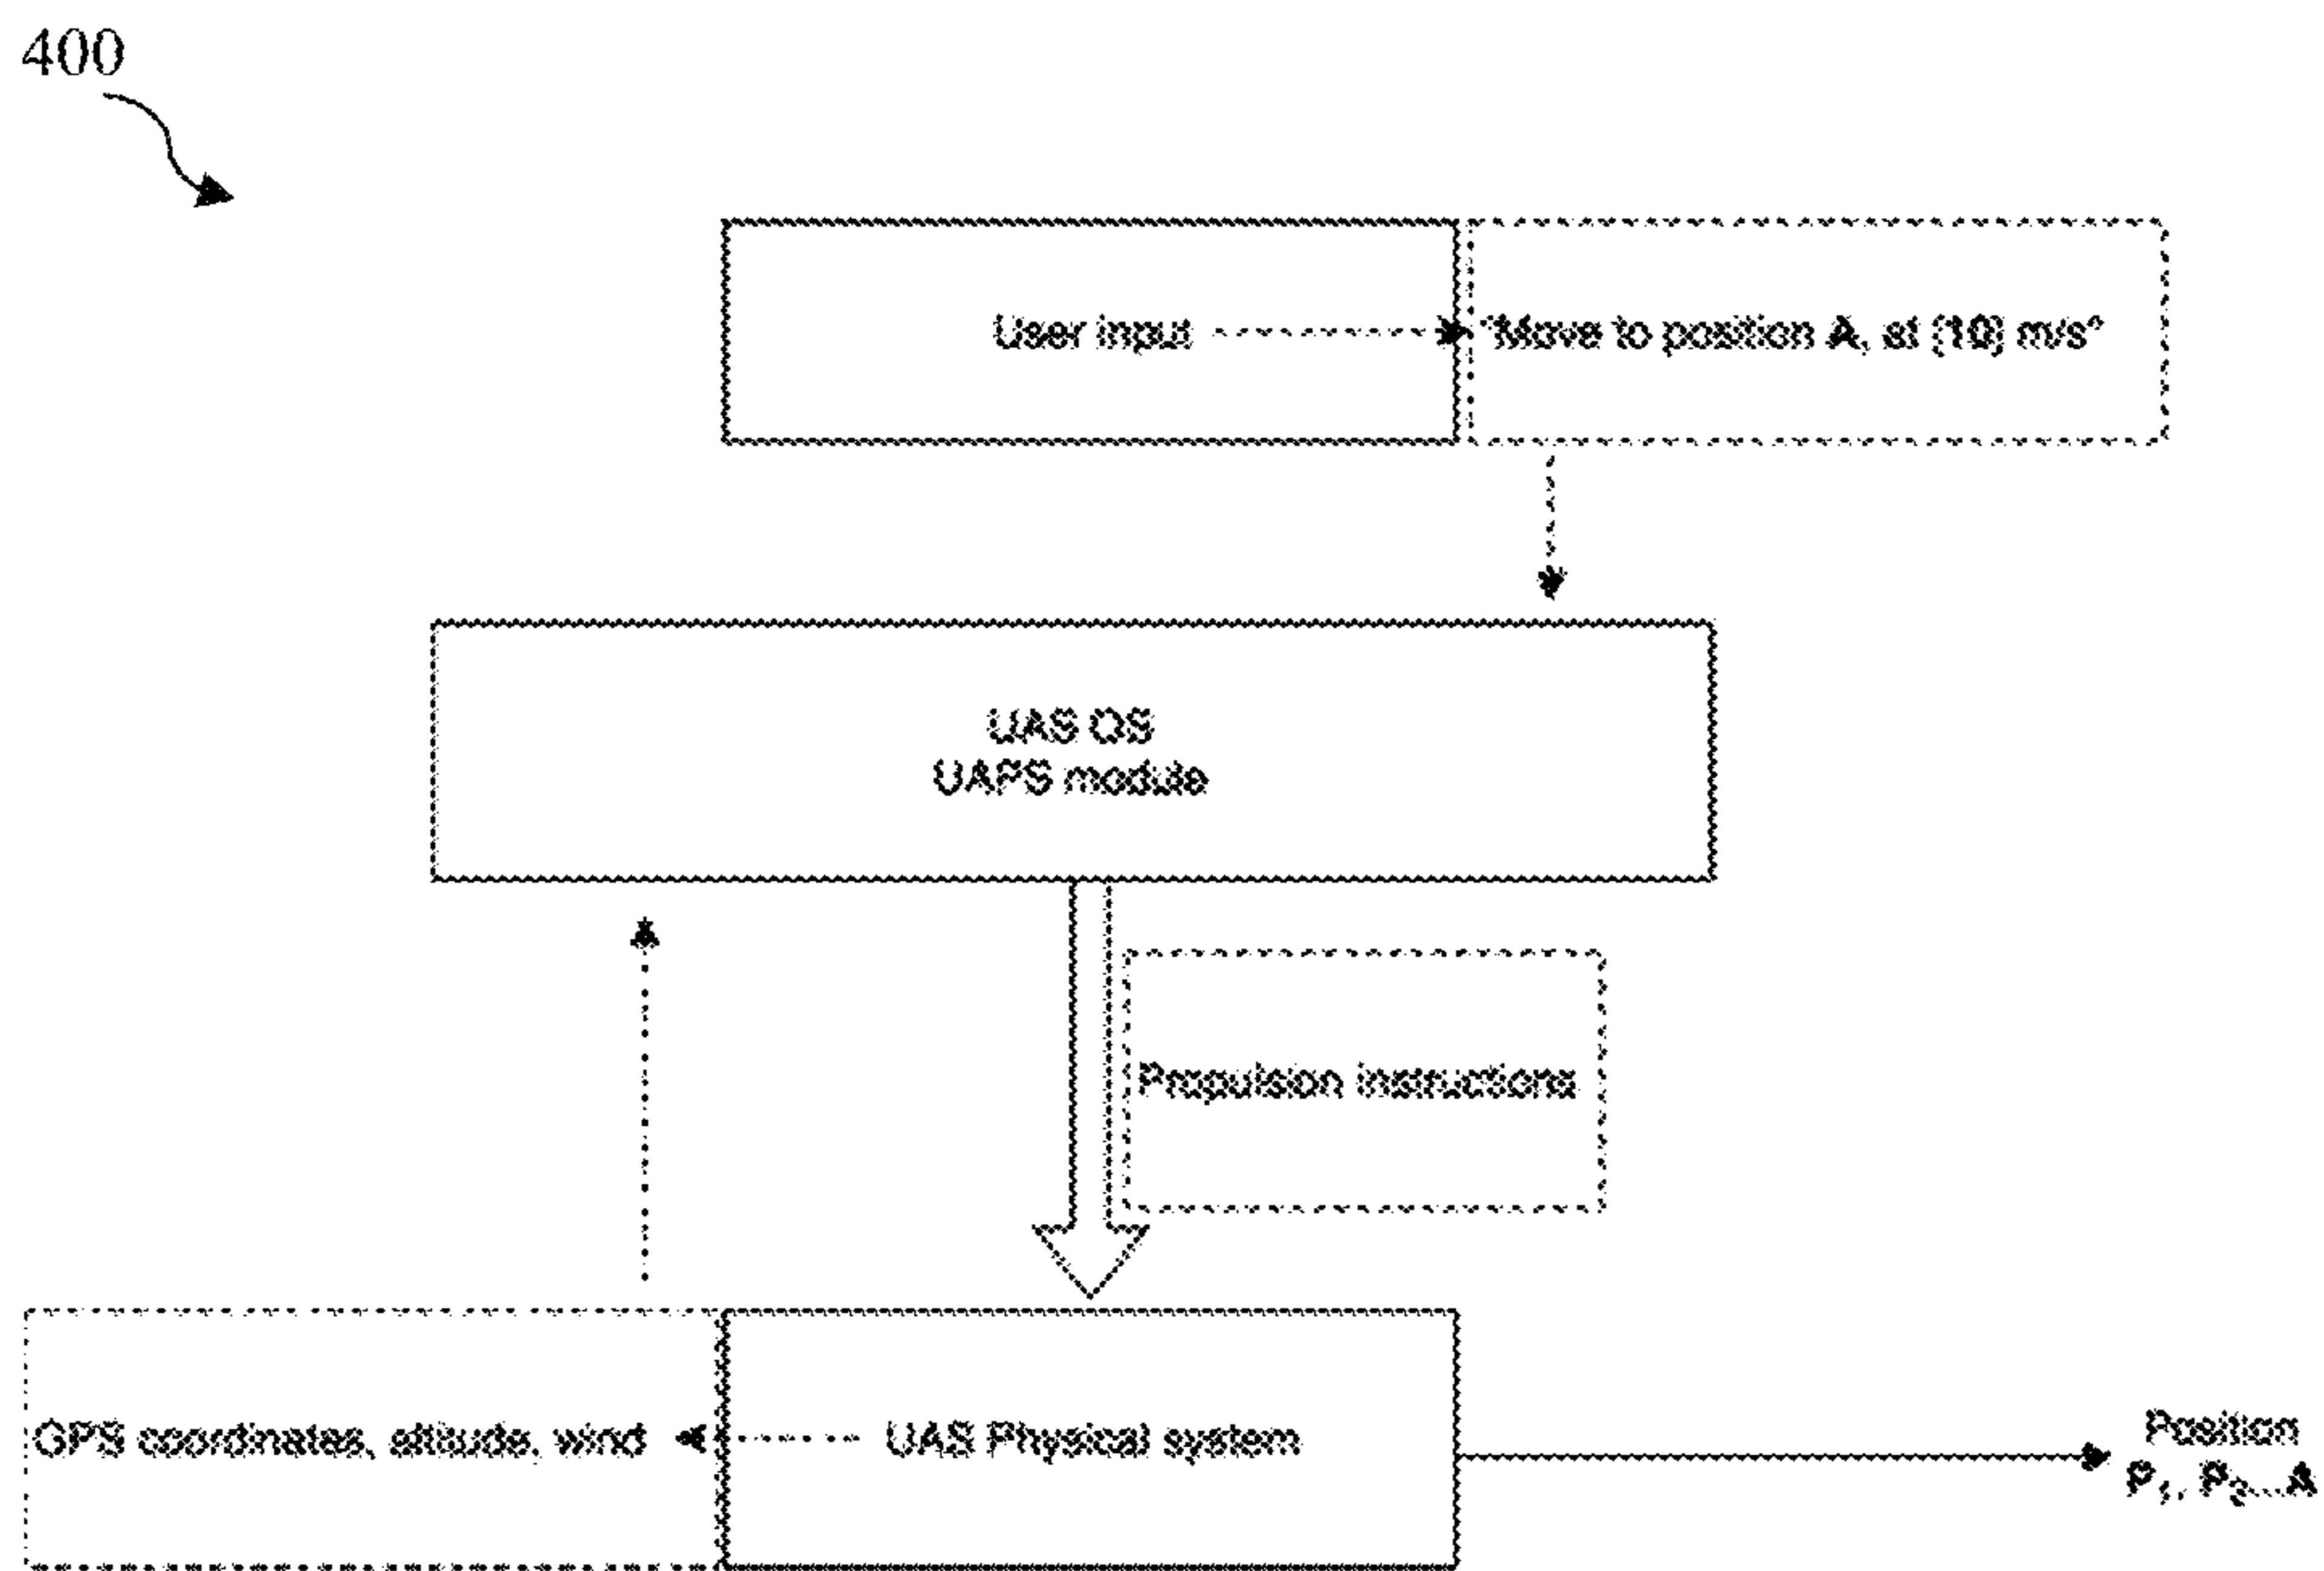 400
User input
"Move to position A, at [10] m/s"
UAS OS
UAPS module
Propulsion instructions
GPS coordinates, altitude, wind
UAS Physical system
Position
P₁, P₂...A